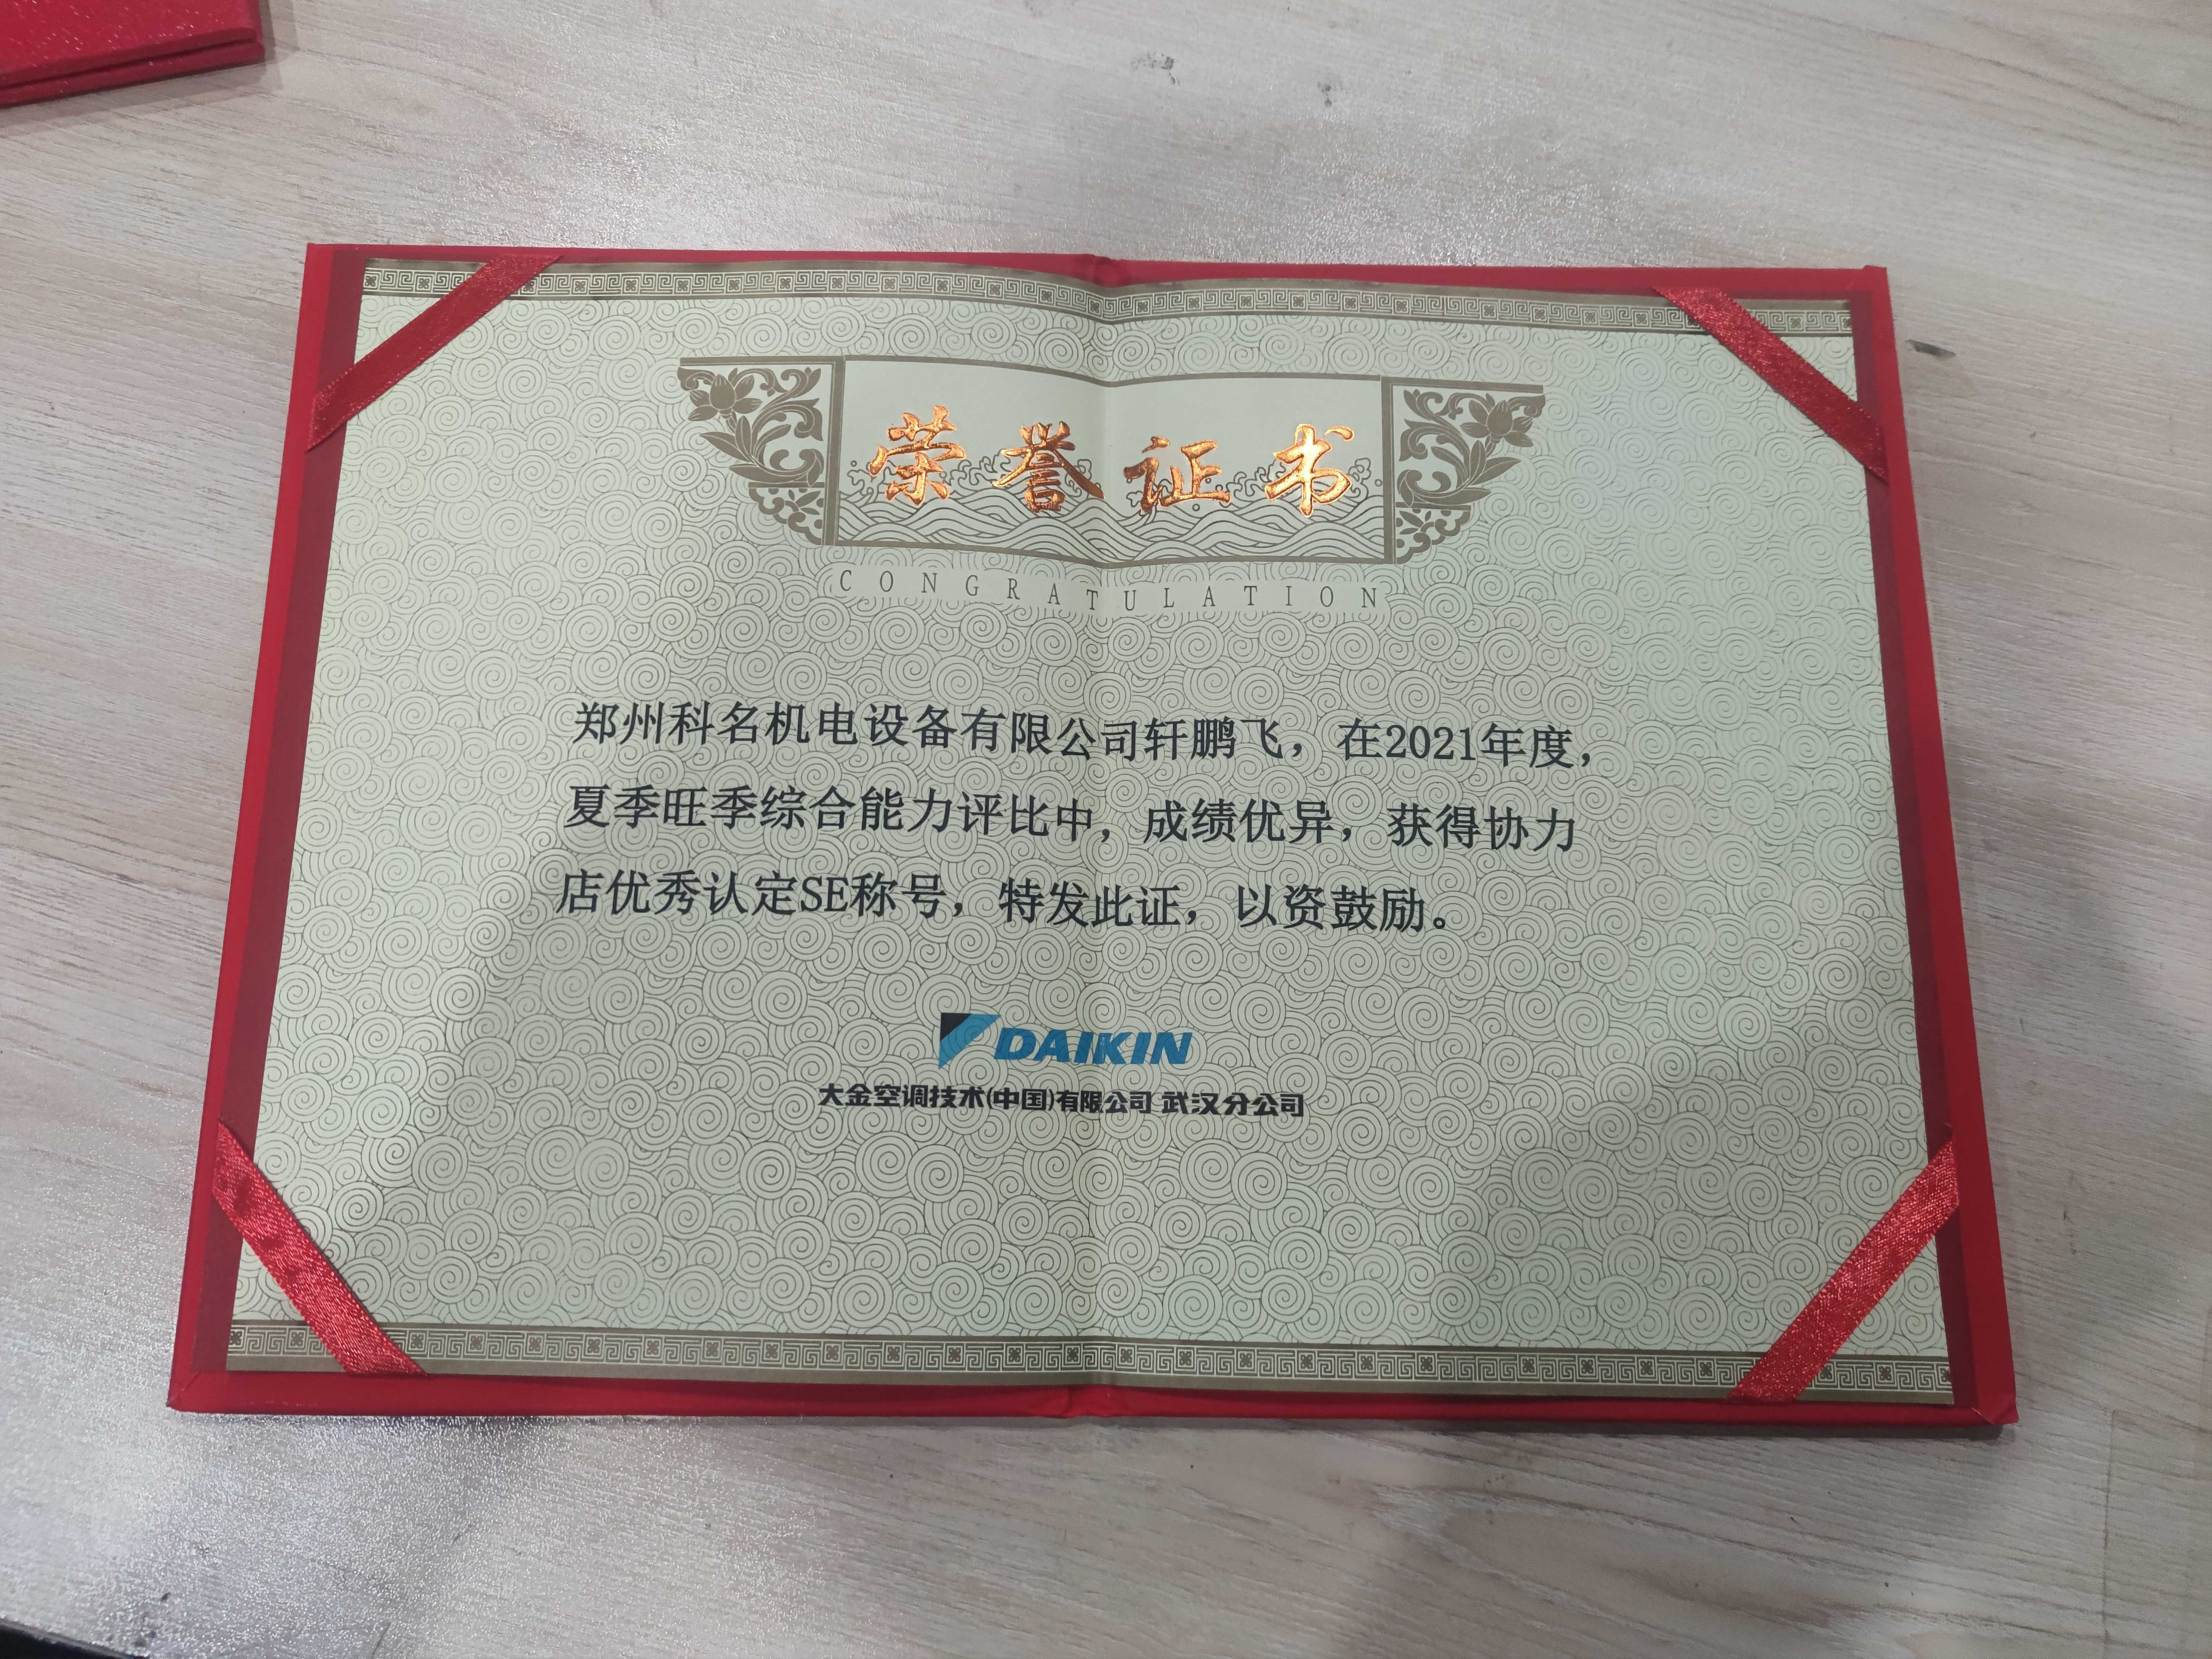 荣誉证书
CONGRATULATION
郑州科名机电设备有限公司轩鹏飞，在2021年度，
夏季旺季综合能力评比中，成绩优异，获得协力
店优秀认定SE称号，特发此证，以资鼓励。
DAIKIN
大金空调技术(中国)有限公司 武汉分公司